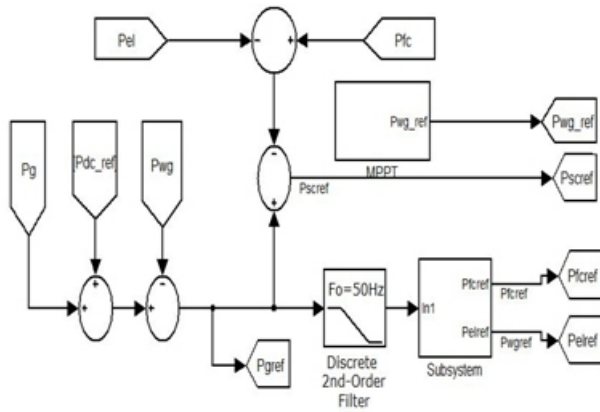 Pel
Pfc
-
+
Pwg_ref
MPPT
Pwg_ref
Pg
[Pdc_ref]
Pwg
-
+
Pscref
Pscref
+
+
-
+
Fo=50Hz
Discrete
2nd-Order
Filter
In1
Pfcref
Pelref
Subsystem
Pfcref
Pwgref
Pfcref
Pelref
Pgref